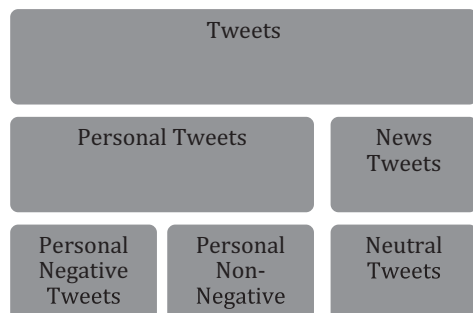 Tweets
Personal Tweets
News
Tweets
Personal
Negative
Tweets
Personal
Non-
Negative
Neutral
Tweets